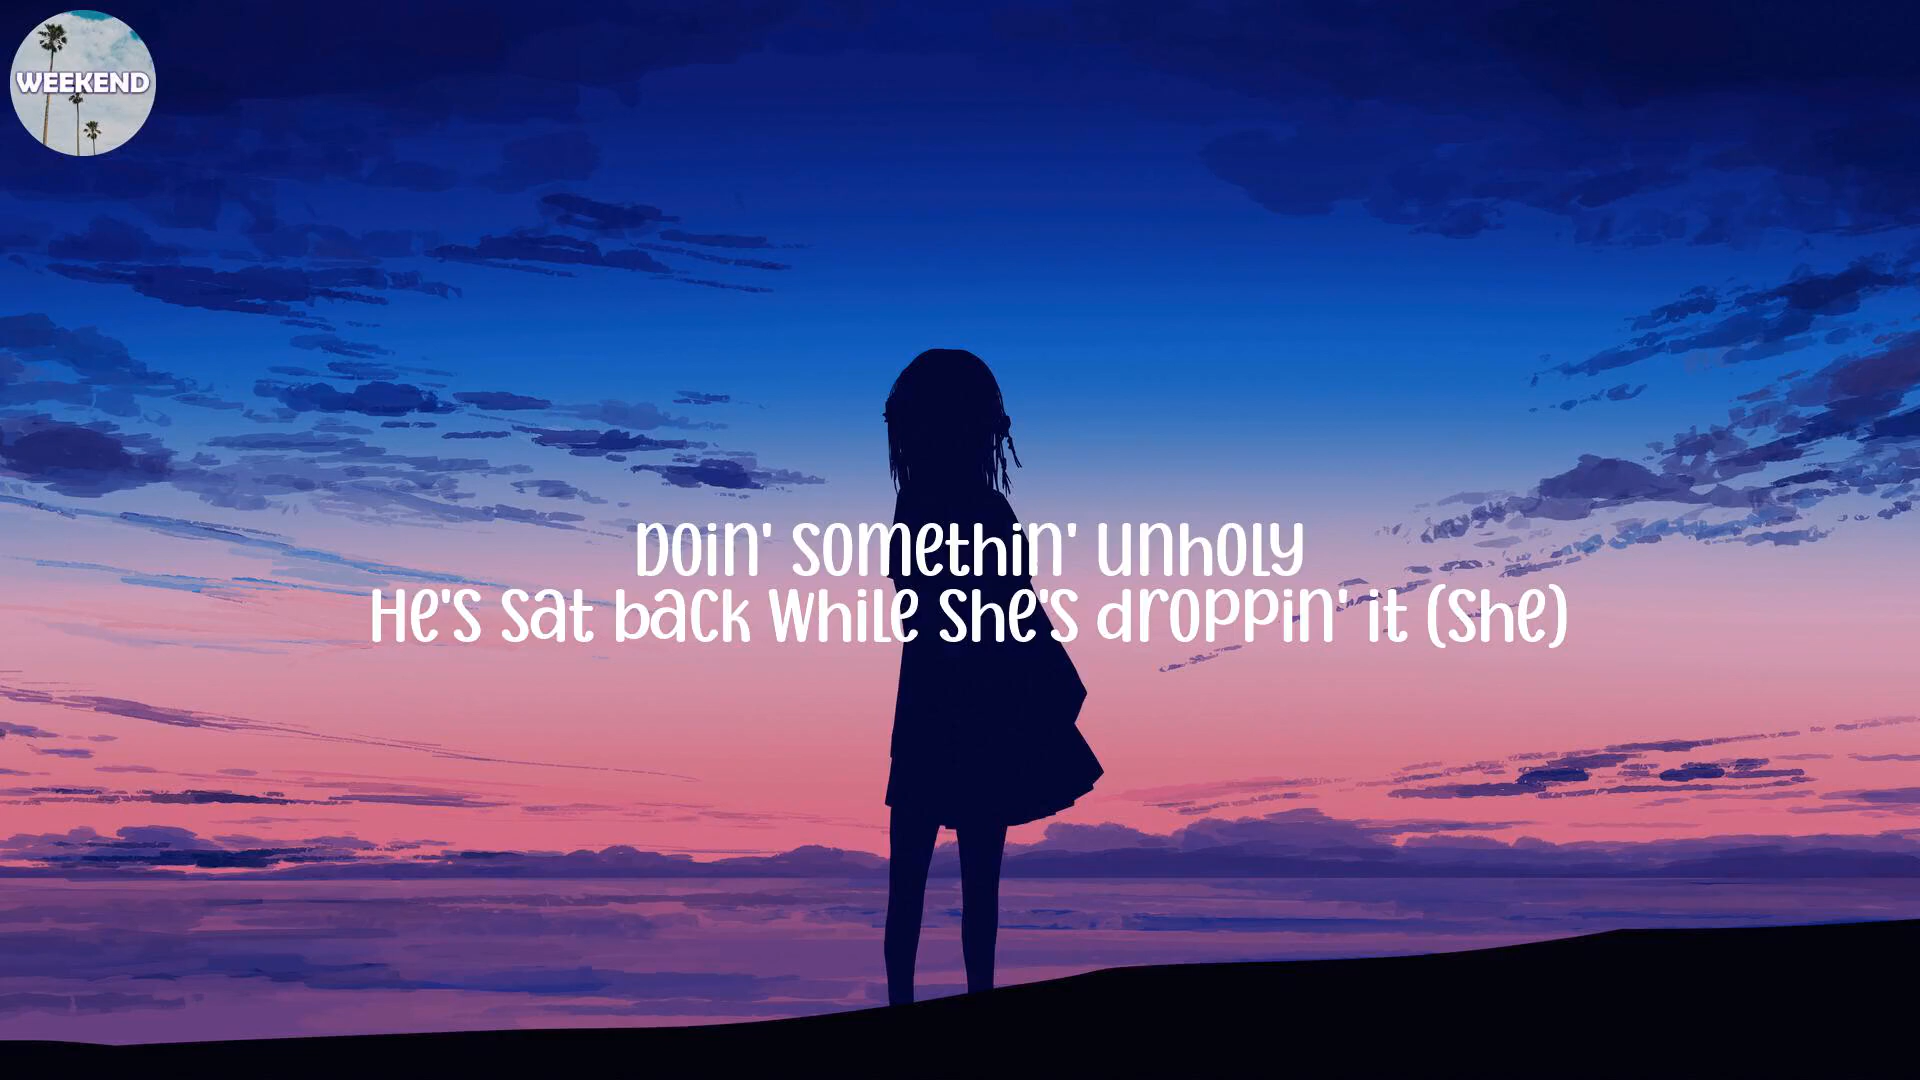 WEEKEND
Doin' somethin' unholy
He's sat back while she's droppin' it (she)